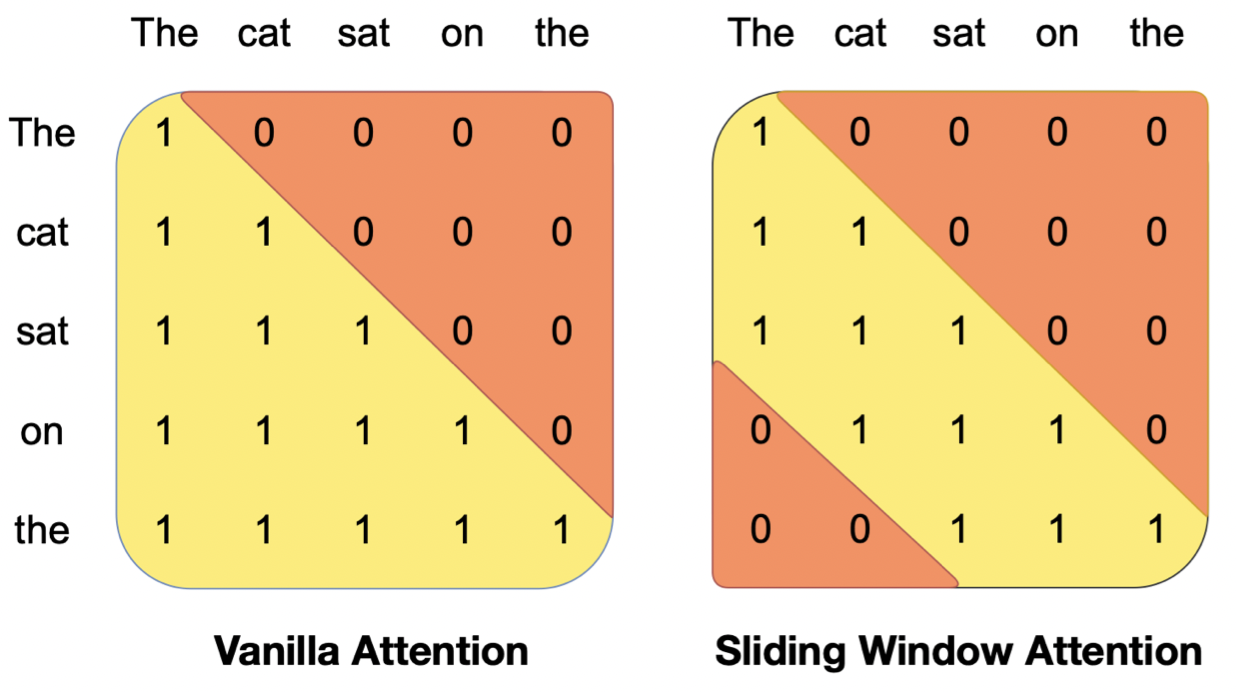 The cat sat on the The cat sat on the
The 1 0 0 0 0 1 0 0 0 0
cat 1 1 0 0 0 1 1 0 0 0
sat 1 1 1 0 0 1 1 1 0 0
on 1 1 1 1 0 0 1 1 1 0
the 1 1 1 1 1 0 0 1 1 1
Vanilla Attention Sliding Window Attention